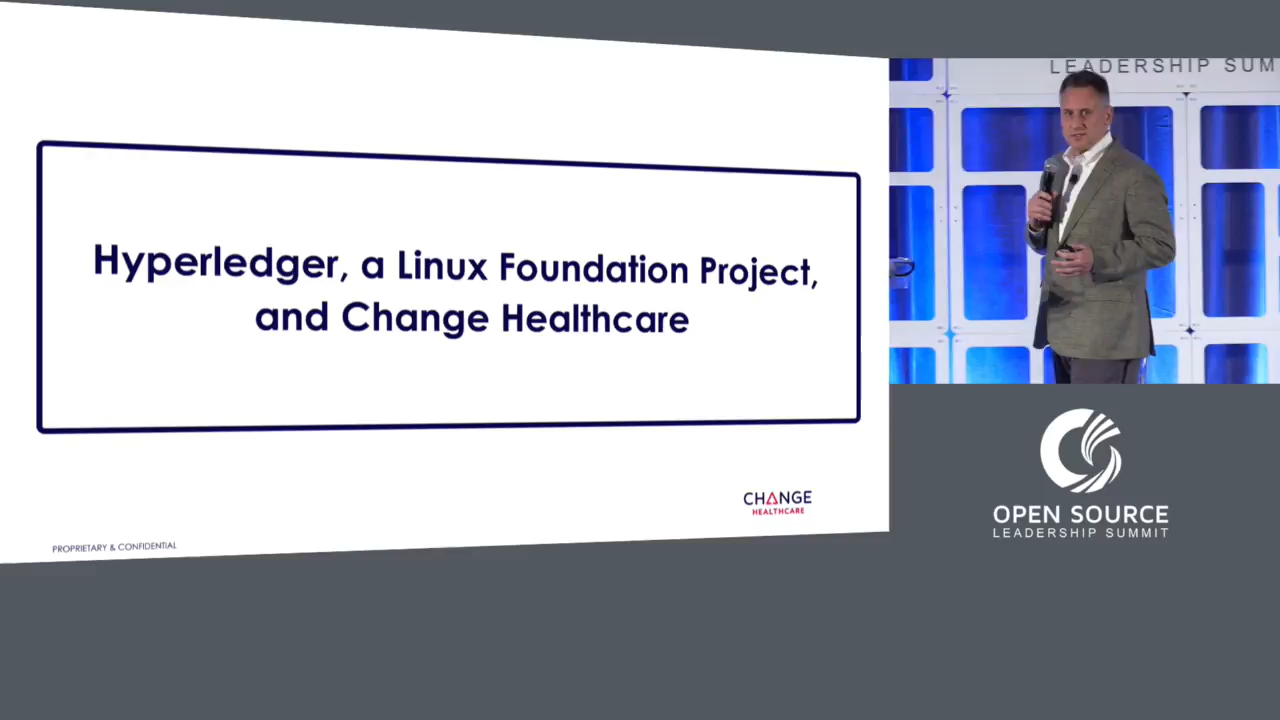 Hyperledger, a Linux Foundation Project,
and Change Healthcare
CHANGE
HEALTHCARE
PROPRIETARY & CONFIDENTIAL
LEADERSHIP SUM
OPEN SOURCE
LEADERSHIP SUMMIT